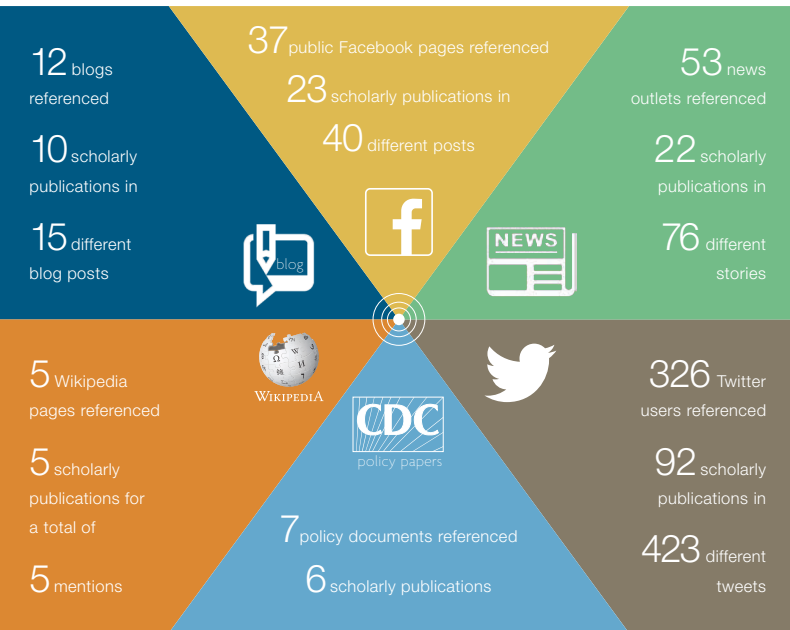 12 blogs
referenced
10 scholarly
publications in
15 different
blog posts
blog
37 public Facebook pages referenced
23 scholarly publications in
40 different posts
f
53 news
outlets referenced
22 scholarly
publications in
76 different
stories
NEWS
5 Wikipedia
pages referenced
5 scholarly
publications for
a total of
5 mentions
WIKIPEDIA
CDC
policy papers
7 policy documents referenced
6 scholarly publications
326 Twitter
users referenced
92 scholarly
publications in
423 different
tweets